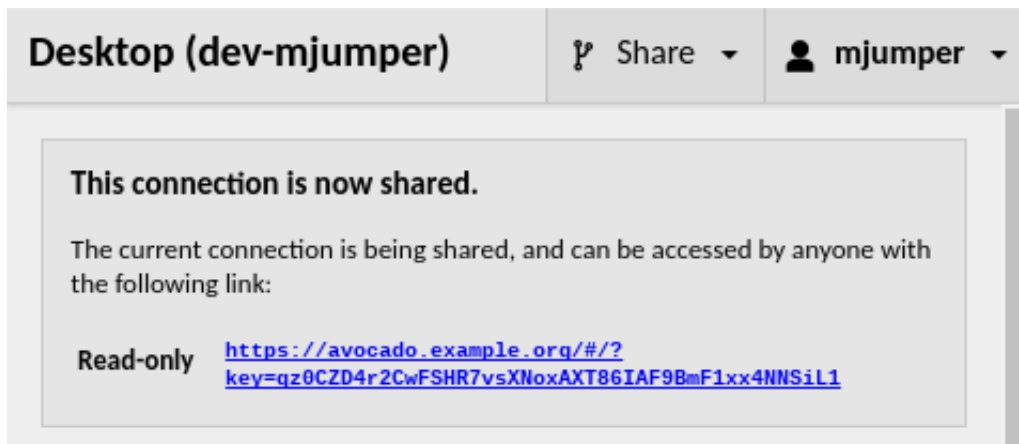 Desktop (dev-mjumper)
Share
mjumper
This connection is now shared.
The current connection is being shared, and can be accessed by anyone with
the following link:
Read-only
https://avocado.example.org/#/?
key=qz0CZD4r2CwFSHR7vsXNoxAXT86IAF9BmF1xx4NNSiL1